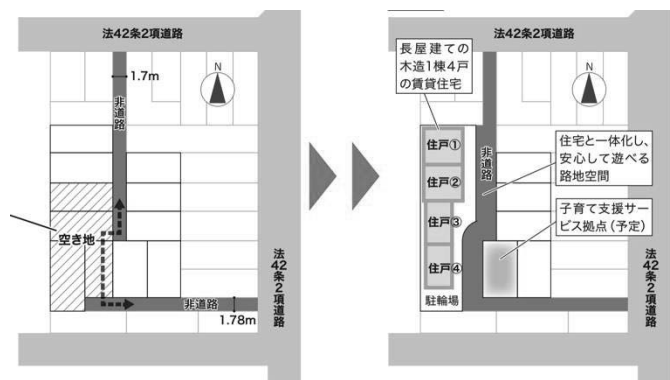 法42条2項道路
1.7m
N
非道路
空き地
非道路
1.78m
法42条2項道路
法42条2項道路
長屋建ての
木造1棟4戸
の賃貸住宅
N
住戸①
住戸②
住戸③
住戸④
駐輪場
非道路
住宅と一体化し、
安心して遊べる
路地空間
子育て支援サー
ビス拠点(予定)
法42条2項道路